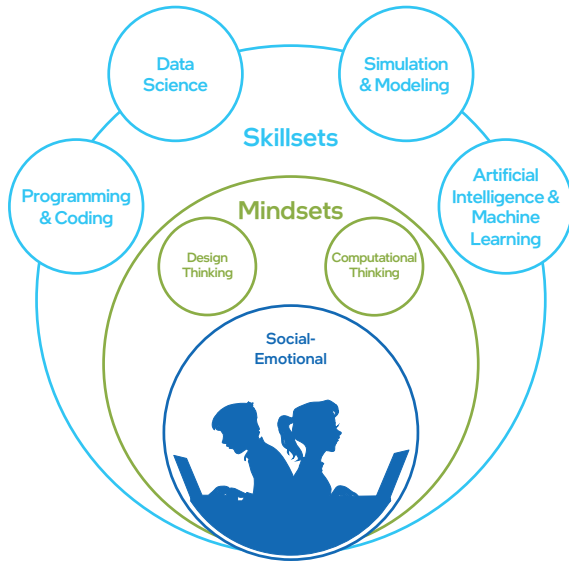 Data
Science
Simulation
& Modeling
Skillsets
Programming
& Coding
Artificial
Intelligence &
Machine
Learning
Mindsets
Design
Thinking
Computational
Thinking
Social-
Emotional